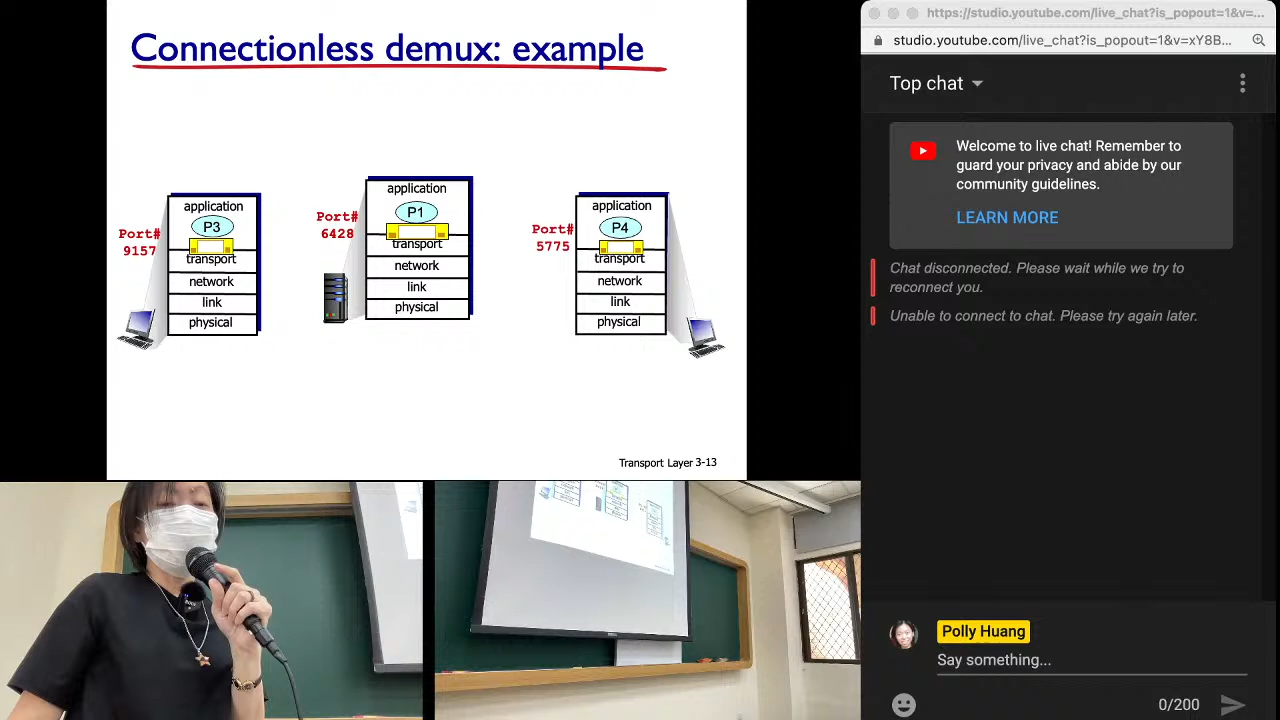 Connectionless demux: example
application
P3
transport
network
link
physical
Port#
9157
application
P1
transport
network
link
physical
Port#
6428
application
P4
transport
network
link
physical
Port#
5775
Transport Layer 3-13
https://studio.youtube.com/live_chat?is_popout=1&v=...
studio.youtube.com/live_chat?is_popout=1&v=xY8B...
Top chat
Welcome to live chat! Remember to
guard your privacy and abide by our
community guidelines.
LEARN MORE
Chat disconnected. Please wait while we try to
reconnect you.
Unable to connect to chat. Please try again later.
Polly Huang
Say something...
0/200